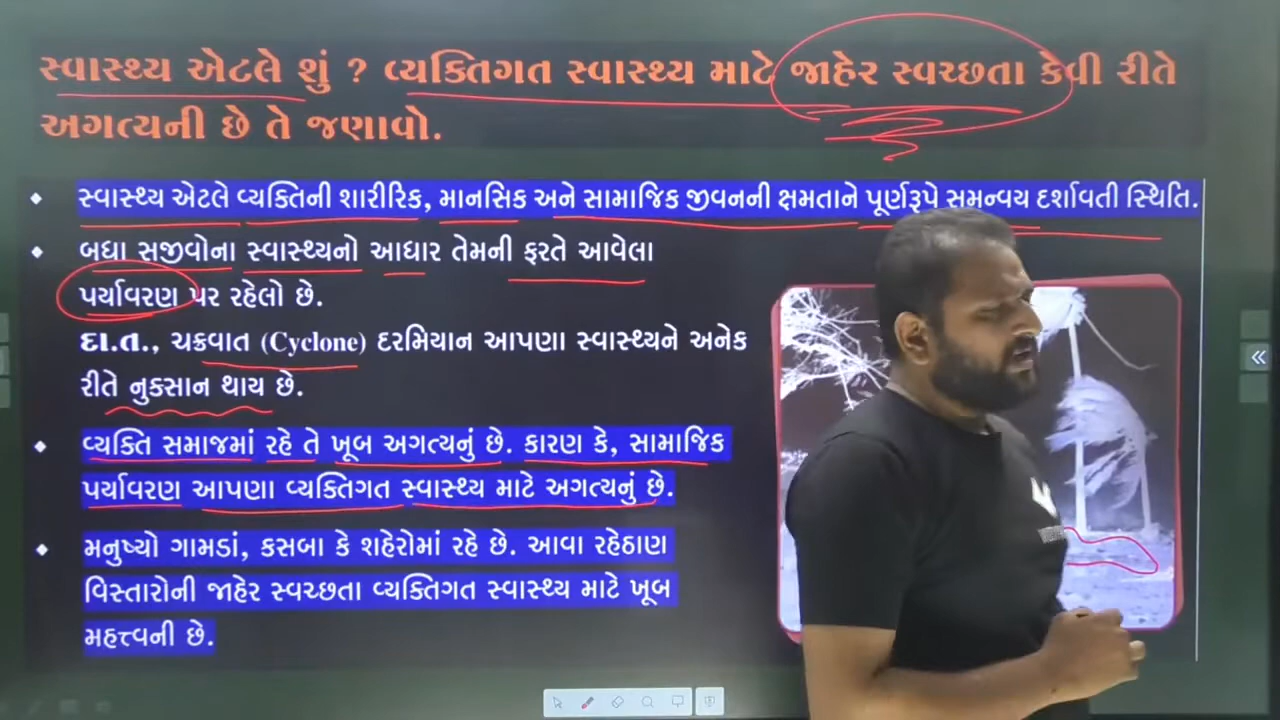 સ્વાસ્થ્ય એટલે શું ? વ્યક્તિગત સ્વાસ્થ્ય માટે જાહેર સ્વચ્છતા કેવી રીતે
અગત્યની છે તે જણાવો.
સ્વાસ્થ્ય એટલે વ્યક્તિની શારીરિક, માનસિક અને સામાજિક જીવનની ક્ષમતાને પૂર્ણરૂપે સમન્વય દર્શાવતી સ્થિતિ.
બધા સજીવોના સ્વાસ્થ્યનો આધાર તેમની ફરતે આવેલા
પર્યાવરણ પર રહેલો છે.
દા.ત., ચક્રવાત (Cyclone) દરમિયાન આપણા સ્વાસ્થ્યને અનેક
રીતે નુકસાન થાય છે.
વ્યક્તિ સમાજમાં રહે તે ખૂબ અગત્યનું છે. કારણ કે, સામાજિક
પર્યાવરણ આપણા વ્યક્તિગત સ્વાસ્થ્ય માટે અગત્યનું છે.
મનુષ્યો ગામડાં, કસબા કે શહેરોમાં રહે છે. આવા રહેઠાણ
વિસ્તારોની જાહેર સ્વચ્છતા વ્યક્તિગત સ્વાસ્થ્ય માટે ખૂબ
મહત્ત્વની છે.